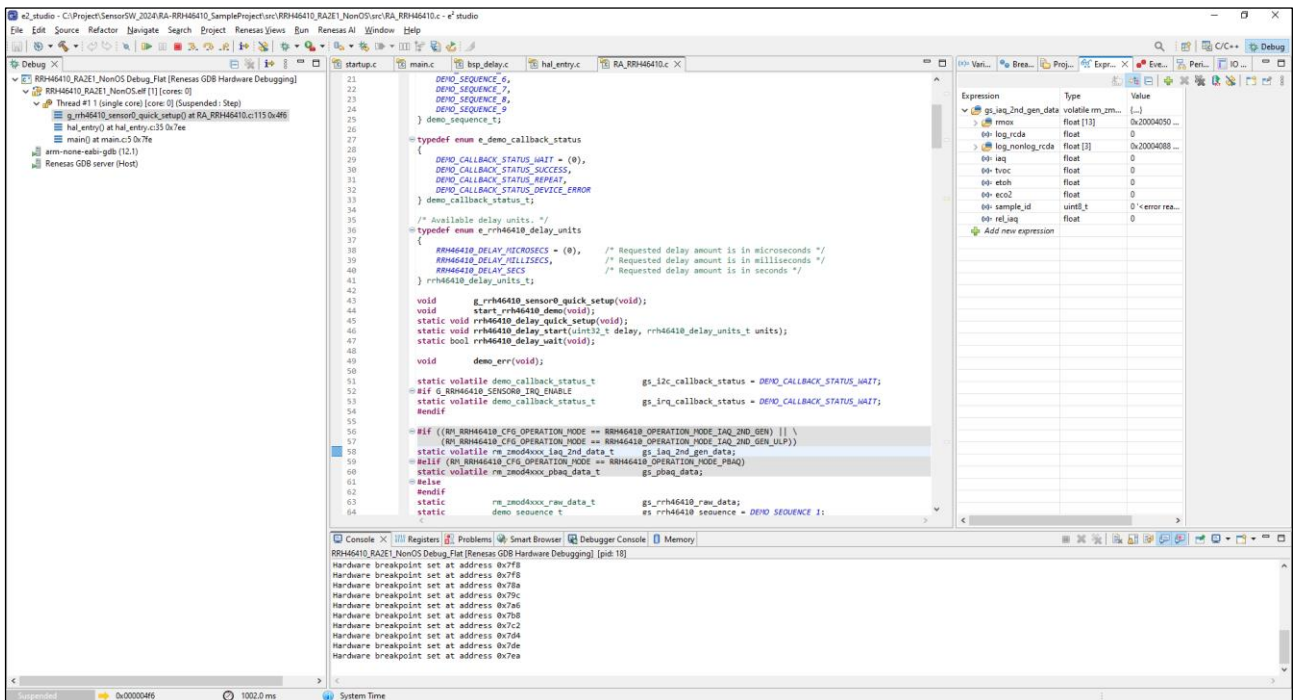 e2_studio - C:\Project\SensorSW_2024\RA-RRH46410_SampleProject\src\RRH46410_RA2E1_NonOS\src\RA_RRH46410.c - e² studio
File Edit Source Refactor Navigate Search Project Renesas Views Run Renesas AI Window Help
C/C++ Debug
Debug
RRH46410_RA2E1_NonOS Debug_Flat [Renesas GDB Hardware Debugging]
RRH46410_RA2E1_NonOS.elf [1] [cores: 0]
Thread #1 1 (single core) [core: 0] (Suspended : Step)
g_rrh46410_sensor0_quick_setup() at RA_RRH46410.c:115 0x4f6
hal_entry() at hal_entry.c:35 0x7ee
main() at main.c:5 0x7fe
arm-none-eabi-gdb (12.1)
Renesas GDB server (Host)
startup.c main.c bsp_delay.c hal_entry.c RA_RRH46410.c
21 DEMO_SEQUENCE_6,
22 DEMO_SEQUENCE_7,
23 DEMO_SEQUENCE_8,
24 DEMO_SEQUENCE_9
25 } demo_sequence_t;
26
27 typedef enum e_demo_callback_status
28 {
29 DEMO_CALLBACK_STATUS_WAIT = (0),
30 DEMO_CALLBACK_STATUS_SUCCESS,
31 DEMO_CALLBACK_STATUS_REPEAT,
32 DEMO_CALLBACK_STATUS_DEVICE_ERROR
33 } demo_callback_status_t;
34
35 /* Available delay units. */
36 typedef enum e_rrh46410_delay_units
37 {
38 RRH46410_DELAY_MICROSECS = (0), /* Requested delay amount is in microseconds */
39 RRH46410_DELAY_MILLISECS, /* Requested delay amount is in milliseconds */
40 RRH46410_DELAY_SECS /* Requested delay amount is in seconds */
41 } rrh46410_delay_units_t;
42
43 void g_rrh46410_sensor0_quick_setup(void);
44 void start_rrh46410_demo(void);
45 static void rrh46410_delay_quick_setup(void);
46 static void rrh46410_delay_start(uint32_t delay, rrh46410_delay_units_t units);
47 static bool rrh46410_delay_wait(void);
48
49 void demo_err(void);
50
51 static volatile demo_callback_status_t gs_i2c_callback_status = DEMO_CALLBACK_STATUS_WAIT;
52 #if G_RRH46410_SENSOR0_IRQ_ENABLE
53 static volatile demo_callback_status_t gs_irq_callback_status = DEMO_CALLBACK_STATUS_WAIT;
54 #endif
55
56 #if ((RM_RRH46410_CFG_OPERATION_MODE == RRH46410_OPERATION_MODE_IAQ_2ND_GEN) || \
57 (RM_RRH46410_CFG_OPERATION_MODE == RRH46410_OPERATION_MODE_IAQ_2ND_GEN_ULP))
58 static volatile rm_zmod4xxx_iaq_2nd_data_t gs_iaq_2nd_gen_data;
59 #elif (RM_RRH46410_CFG_OPERATION_MODE == RRH46410_OPERATION_MODE_PBAQ)
60 static volatile rm_zmod4xxx_pbaq_data_t gs_pbaq_data;
61 #else
62 #endif
63 static rm_zmod4xxx_raw_data_t gs_rrh46410_raw_data;
64 static demo_sequence_t gs_rrh46410_sequence = DEMO_SEQUENCE_1;
Vari... Brea... Proj... Expr... Eve... Peri... IO ...
Expression Type Value
gs_iaq_2nd_gen_data volatile rm_zm... {...}
rmox float [13] 0x20004050 ...
log_rcda float 0
log_nonlog_rcda float [3] 0x20004088 ...
iaq float 0
tvoc float 0
etoh float 0
eco2 float 0
sample_id uint8_t 0 '<error rea...
rel_iaq float 0
Add new expression
Console Registers Problems Smart Browser Debugger Console Memory
RRH46410_RA2E1_NonOS Debug_Flat [Renesas GDB Hardware Debugging] [pid: 18]
Hardware breakpoint set at address 0x7f8
Hardware breakpoint set at address 0x7f8
Hardware breakpoint set at address 0x78a
Hardware breakpoint set at address 0x79c
Hardware breakpoint set at address 0x7a6
Hardware breakpoint set at address 0x7b8
Hardware breakpoint set at address 0x7c2
Hardware breakpoint set at address 0x7d4
Hardware breakpoint set at address 0x7de
Hardware breakpoint set at address 0x7ea
Suspended 0x000004f6 1002.0 ms System Time